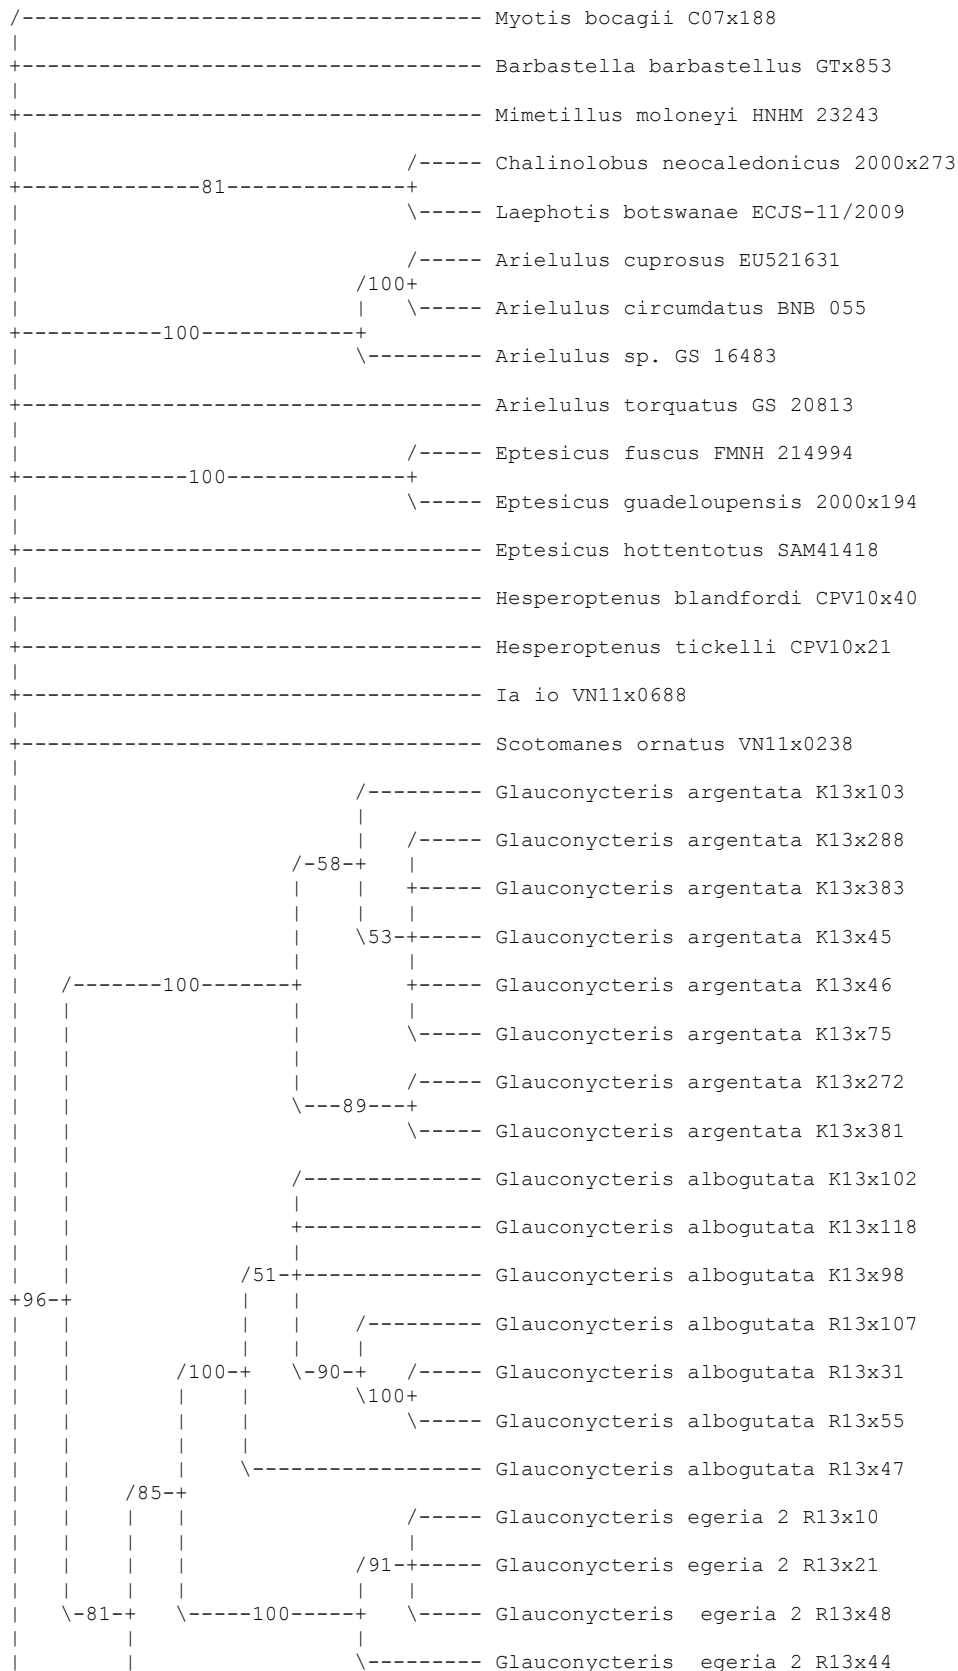 Myotis bocagii C07x188
Barbastella barbastellus GTx853
Mimetillus moloneyi HNHM 23243
Chalinolobus neocaledonicus 2000x273
81
Laephotis botswanae ECJS-11/2009
Arielulus cuprosus EU521631
100
Arielulus circumdatus BNB 055
100
Arielulus sp. GS 16483
Arielulus torquatus GS 20813
Eptesicus fuscus FMNH 214994
100
Eptesicus guadeloupensis 2000x194
Eptesicus hottentotus SAM41418
Hesperoptenus blandfordi CPV10x40
Hesperoptenus tickelli CPV10x21
Ia io VN11x0688
Scotomanes ornatus VN11x0238
Glauconycteris argentata K13x103
Glauconycteris argentata K13x288
58
Glauconycteris argentata K13x383
53 Glauconycteris argentata K13x45
100 Glauconycteris argentata K13x46
Glauconycteris argentata K13x75
Glauconycteris argentata K13x272
89
Glauconycteris argentata K13x381
Glauconycteris albogutata K13x102
Glauconycteris albogutata K13x118
51 Glauconycteris albogutata K13x98
96
Glauconycteris albogutata R13x107
100 90 Glauconycteris albogutata R13x31
100
Glauconycteris albogutata R13x55
Glauconycteris albogutata R13x47
85
Glauconycteris egeria 2 R13x10
91 Glauconycteris egeria 2 R13x21
81 100 Glauconycteris egeria 2 R13x48
Glauconycteris egeria 2 R13x44